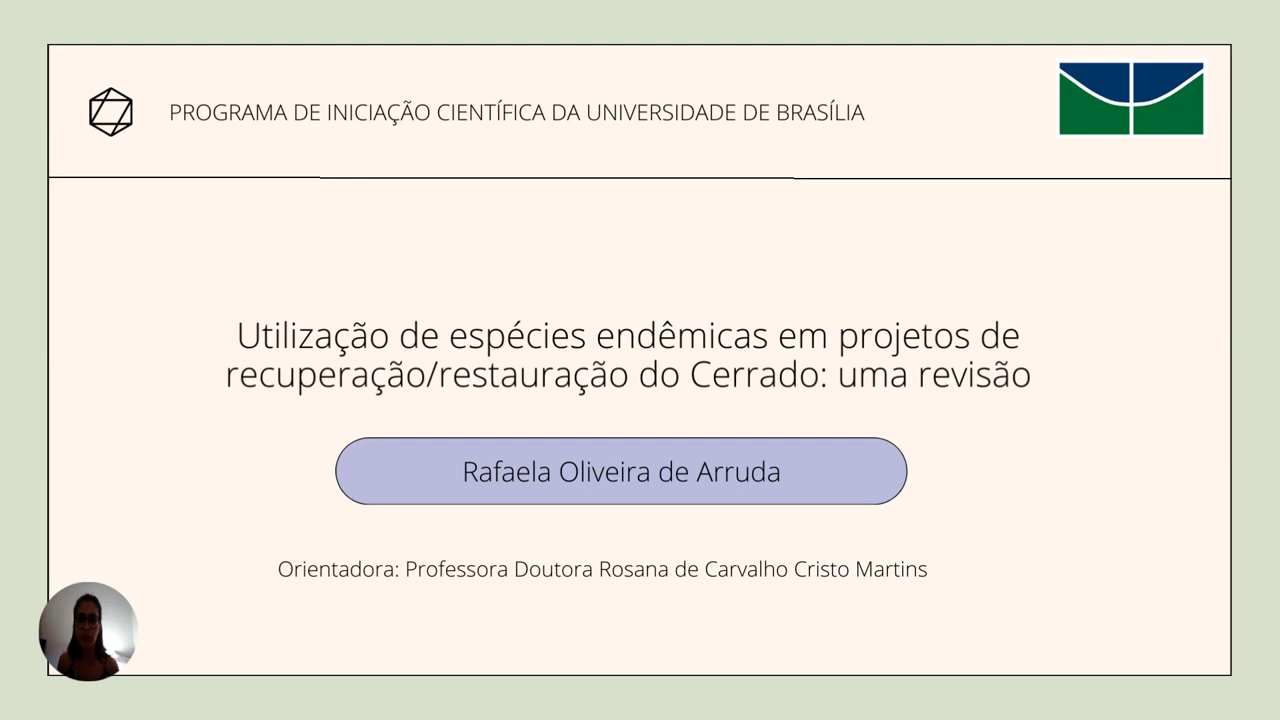 PROGRAMA DE INICIAÇÃO CIENTÍFICA DA UNIVERSIDADE DE BRASÍLIA
Utilização de espécies endêmicas em projetos de
recuperação/restauração do Cerrado: uma revisão
Rafaela Oliveira de Arruda
Orientadora: Professora Doutora Rosana de Carvalho Cristo Martins